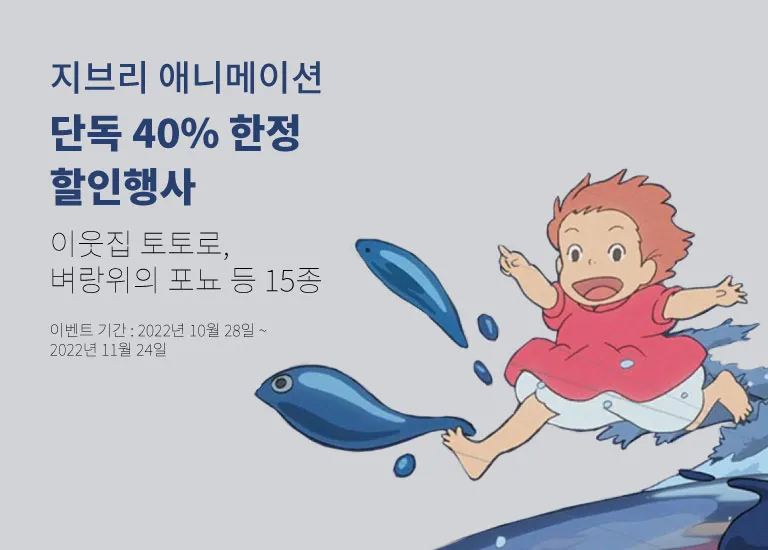 지브리 애니메이션
단독 40% 한정
할인행사
이웃집 토토로,
벼랑위의 포뇨 등 15종
이벤트 기간 : 2022년 10월 28일 ~
2022년 11월 24일